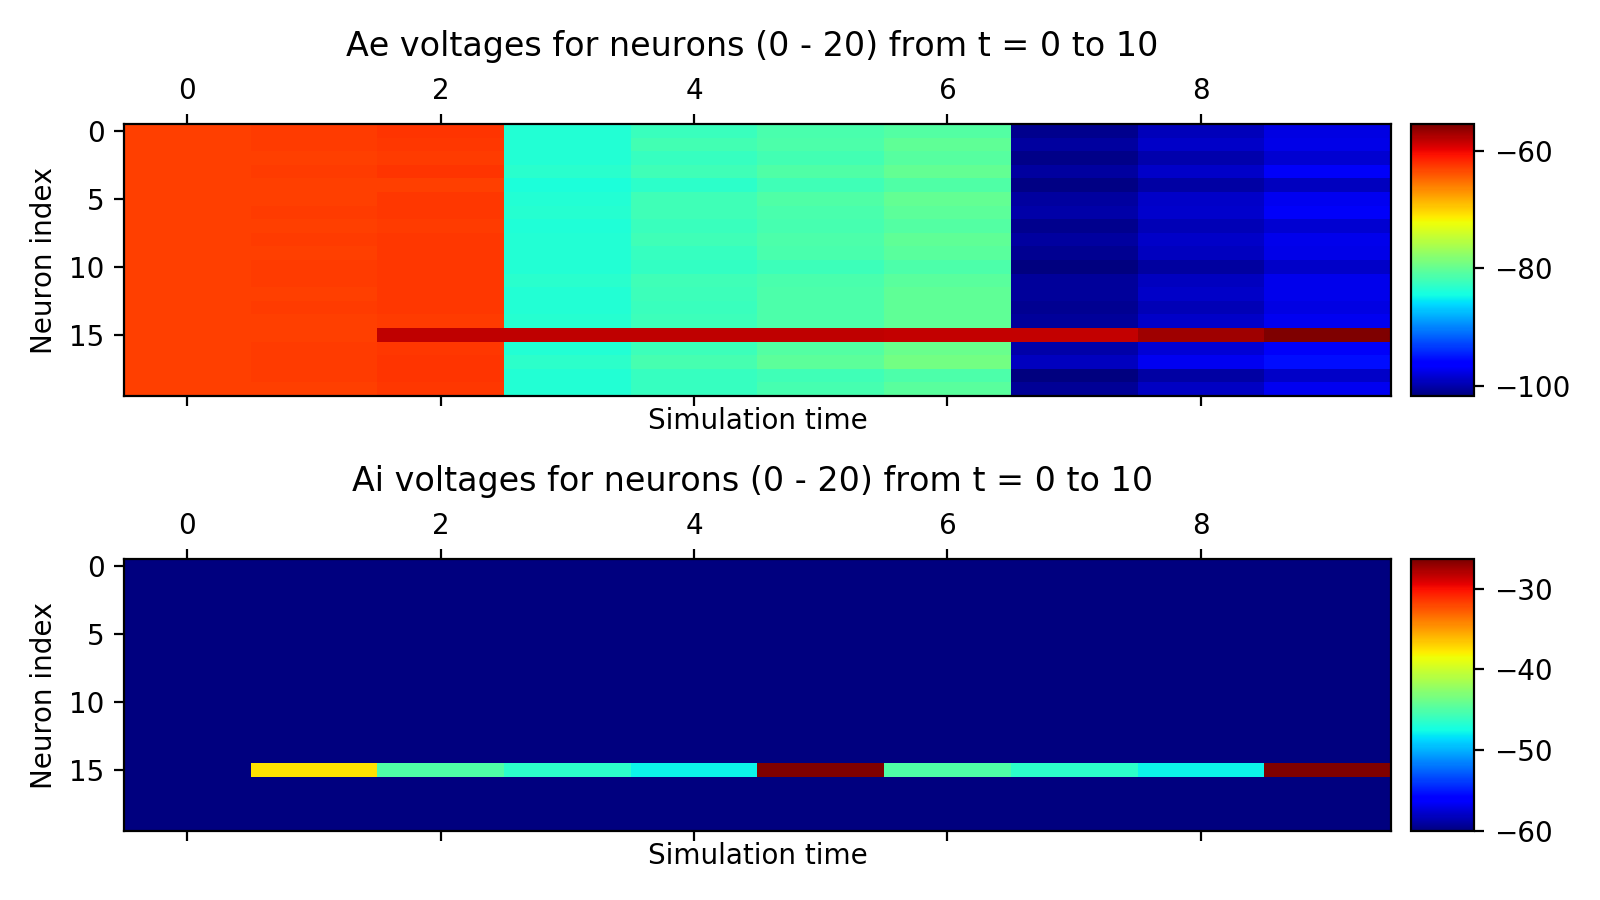 Ae voltages for neurons (0 - 20) from t = 0 to 10
0 2 4 6 8
Neuron index
0
5
10
15
−60
−80
−100
Simulation time
Ai voltages for neurons (0 - 20) from t = 0 to 10
0 2 4 6 8
Neuron index
0
5
10
15
−30
−40
−50
−60
Simulation time